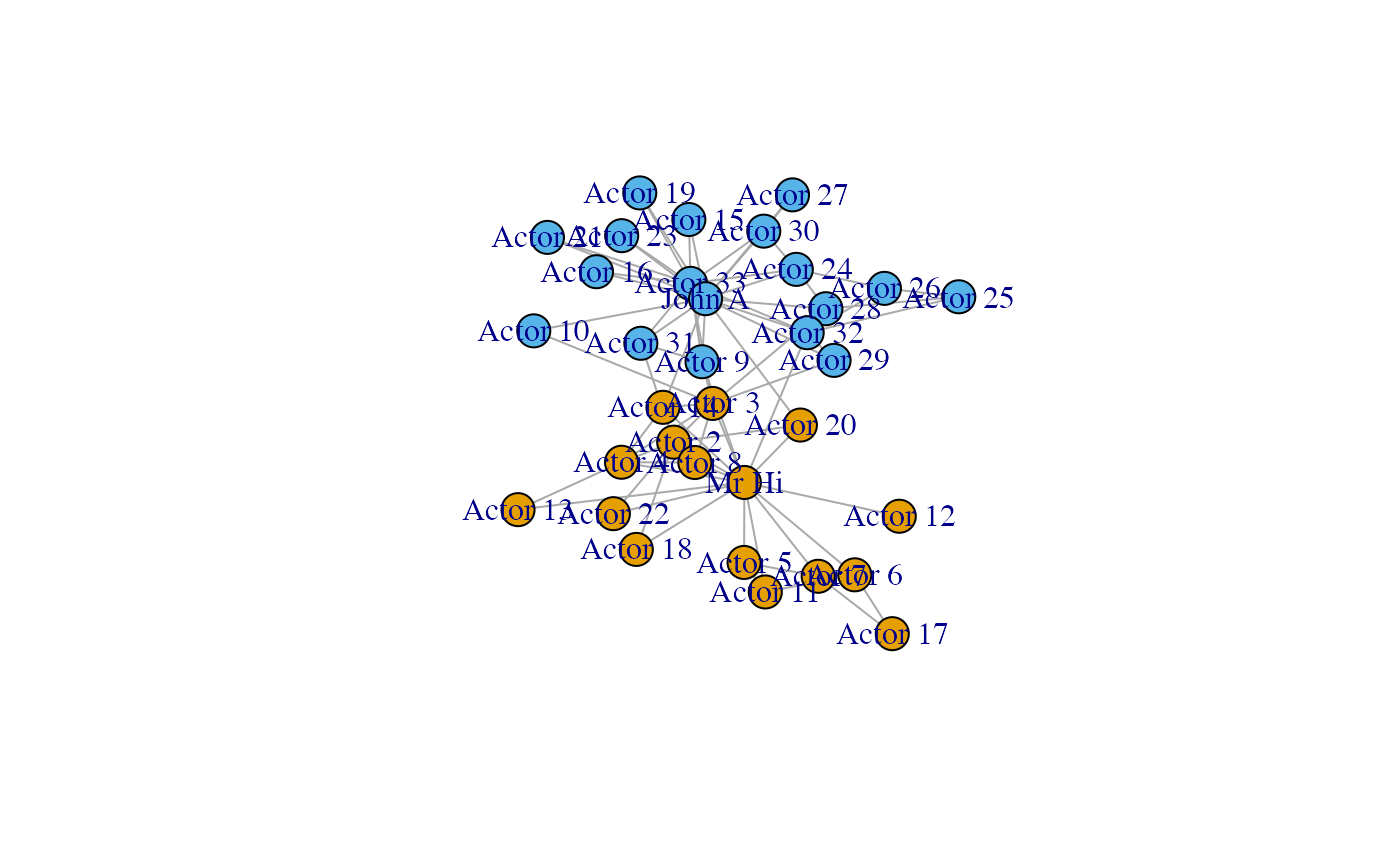 Actor 19
Actor 27
Actor 15
Actor 30
Actor 21
Actor 23
Actor 16
Actor 24
Actor 33
Actor 26
John A
Actor 25
Actor 28
Actor 10
Actor 32
Actor 31
Actor 9
Actor 29
Actor 14
Actor 3
Actor 20
Actor 2
Actor 4
Actor 8
Mr Hi
Actor 13
Actor 22
Actor 12
Actor 18
Actor 5
Actor 7
Actor 6
Actor 11
Actor 17